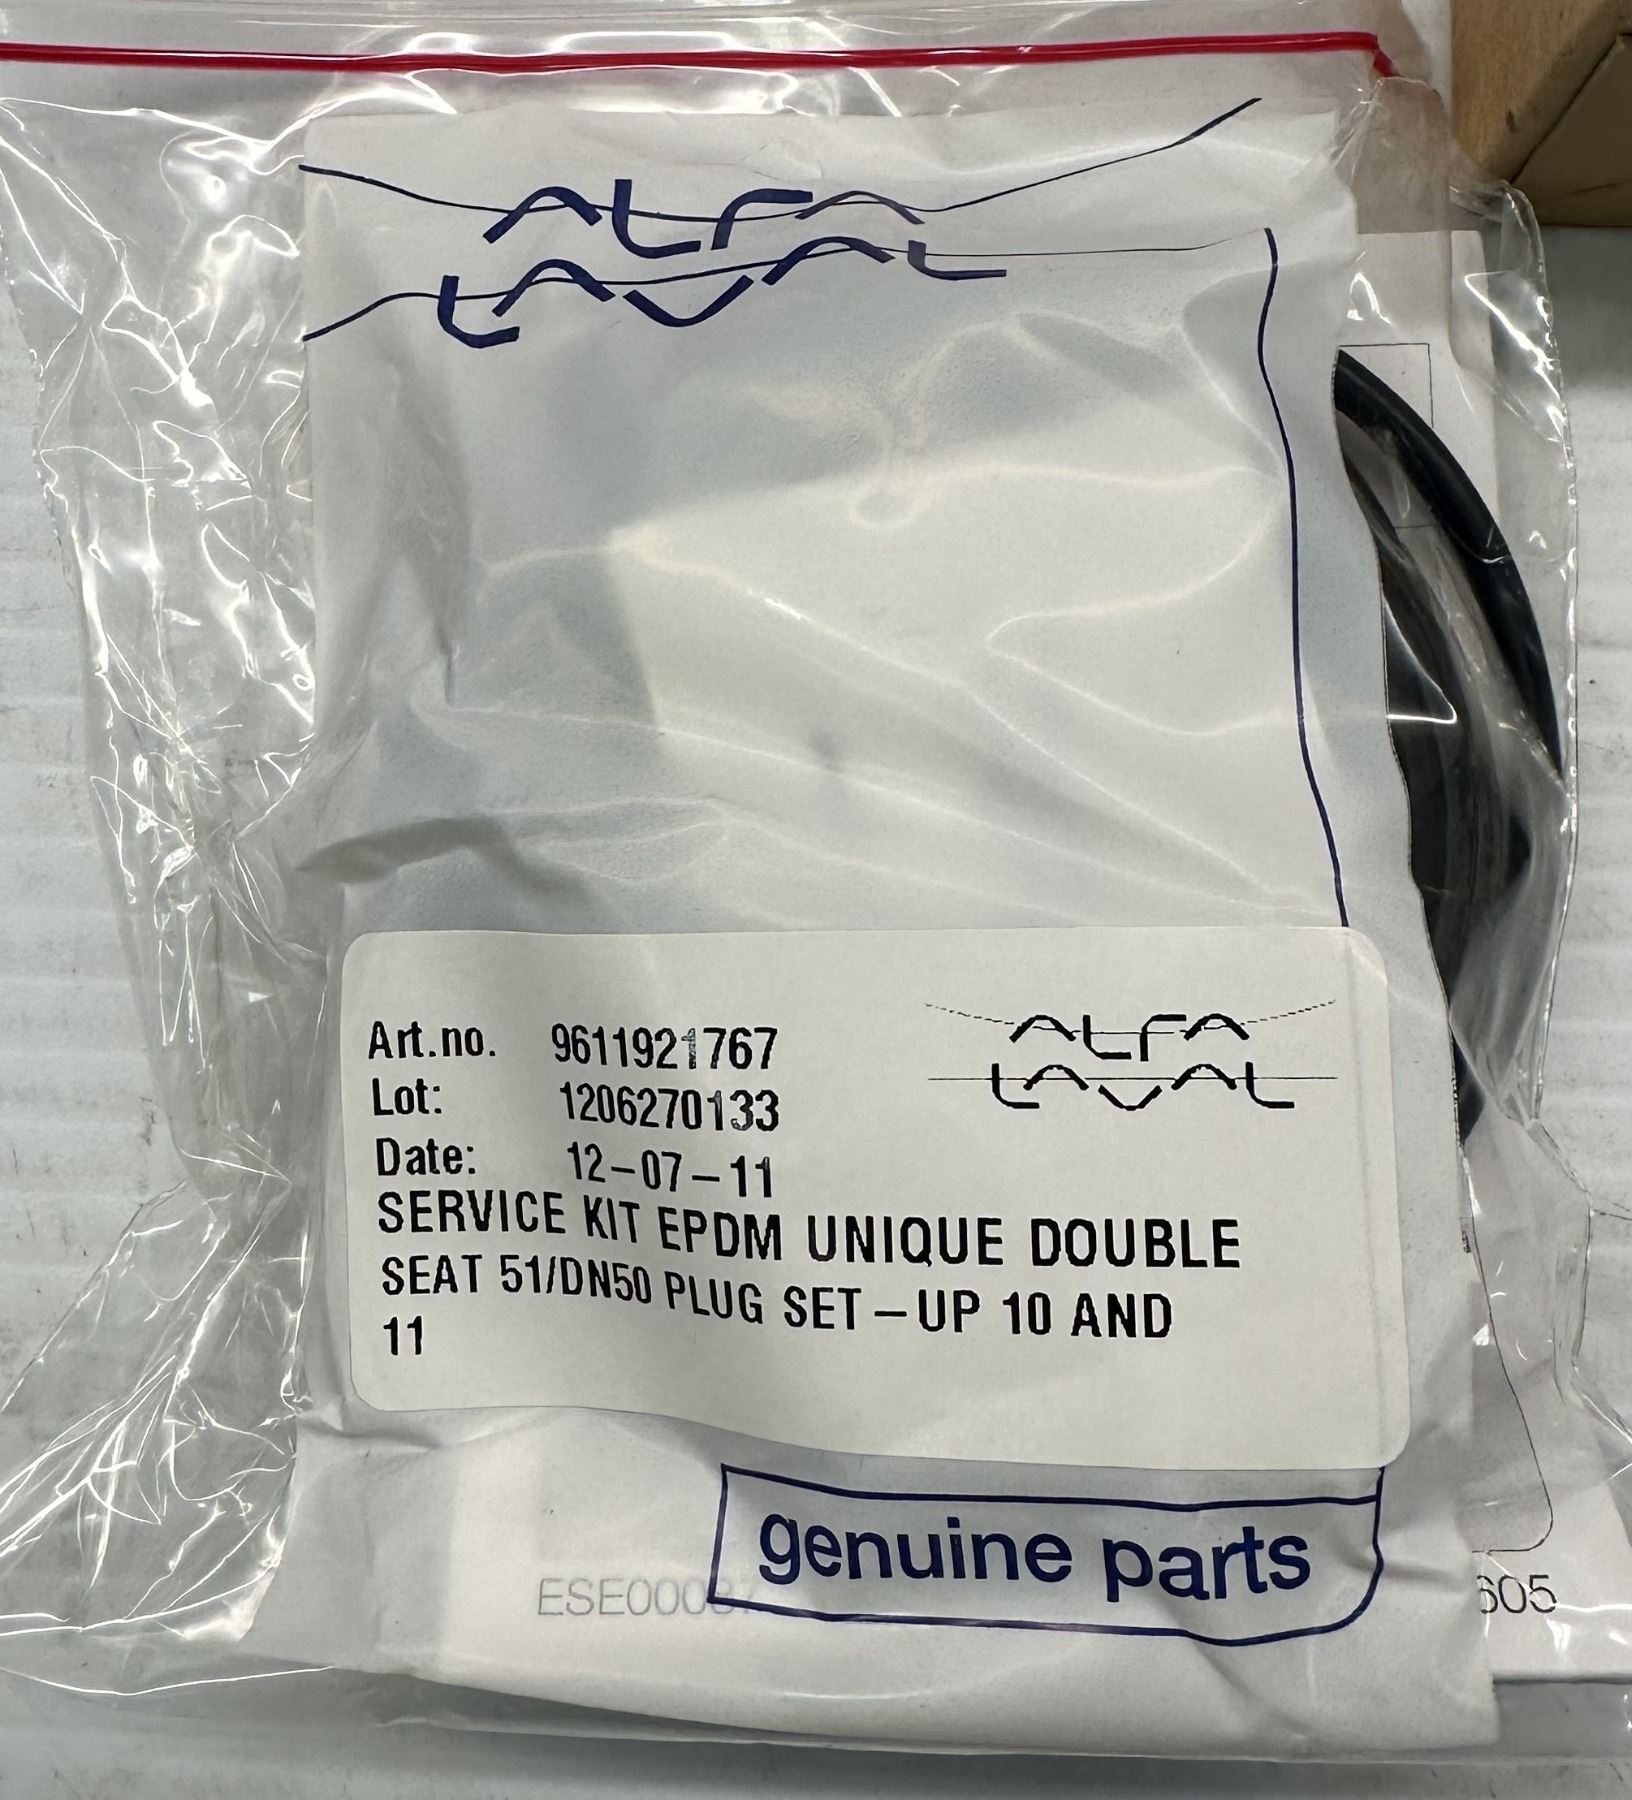 ALFA
LAVAL
Art.no. 9611921767
ALFA
LAVAL
Lot: 1206270133
Date: 12-07-11
SERVICE KIT EPDM UNIQUE DOUBLE
SEAT 51/DN50 PLUG SET-UP 10 AND
11
genuine parts